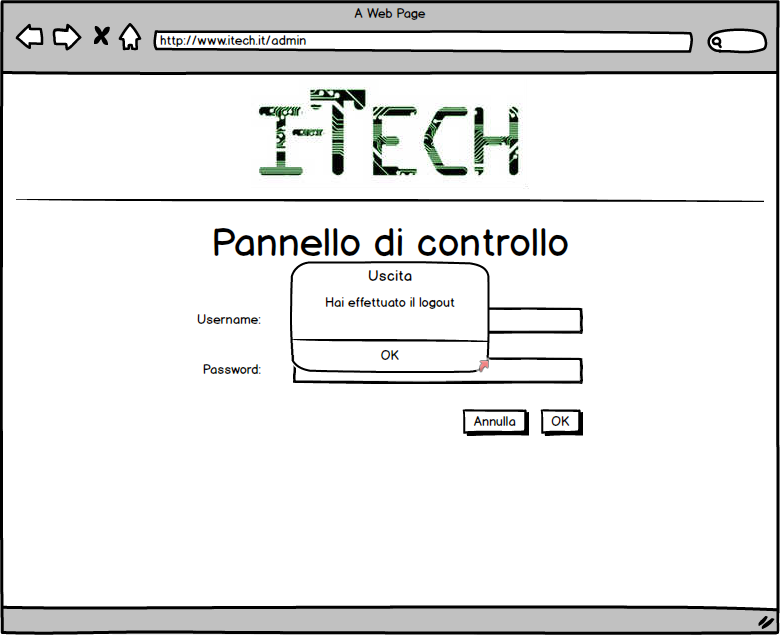 A Web Page
http://www.itech.it/admin
ITECH
Pannello di controllo
Uscita
Hai effettuato il logout
Username:
OK
Password:
Annulla
OK